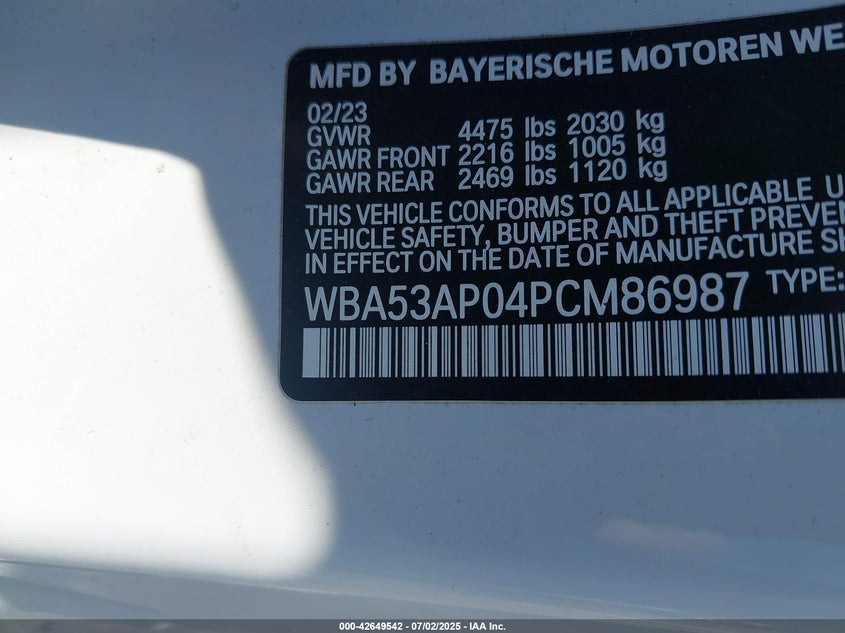 MFD BY BAYERISCHE MOTOREN WE
02/23
GVWR 4475 lbs 2030 kg
GAWR FRONT 2216 lbs 1005 kg
GAWR REAR 2469 lbs 1120 kg
THIS VEHICLE CONFORMS TO ALL APPLICABLE U
VEHICLE SAFETY, BUMPER AND THEFT PREVEN
IN EFFECT ON THE DATE OF MANUFACTURE SH
WBA53AP04PCM86987 TYPE:
000-42649542 - 07/02/2025 - IAA Inc.